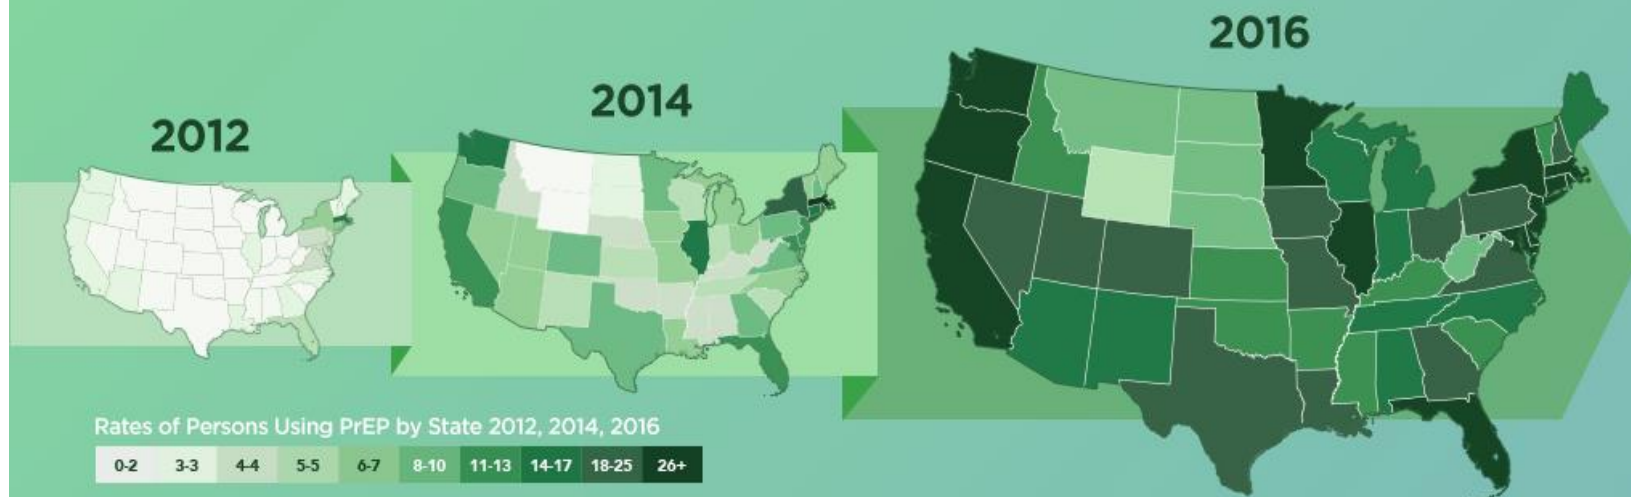 2012
2014
2016
Rates of Persons Using PrEP by State 2012, 2014, 2016
0-2 3-3 4-4 5-5 6-7 8-10 11-13 14-17 18-25 26+